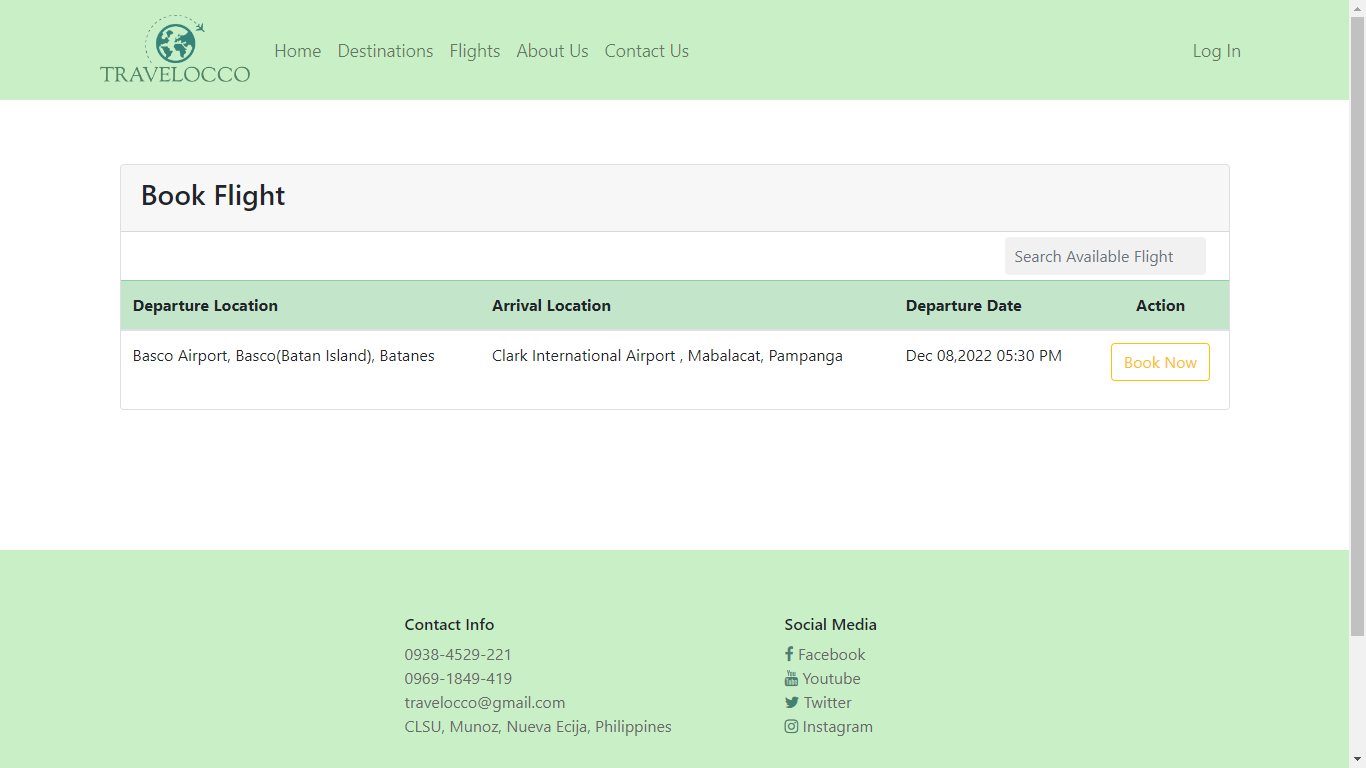 TRAVELOCCO
Home Destinations Flights About Us Contact Us Log In
Book Flight
Search Available Flight
Departure Location Arrival Location Departure Date Action
Basco Airport, Basco(Batan Island), Batanes Clark International Airport , Mabalacat, Pampanga Dec 08,2022 05:30 PM Book Now
Contact Info
0938-4529-221
0969-1849-419
travelocco@gmail.com
CLSU, Munoz, Nueva Ecija, Philippines
Social Media
Facebook
Youtube
Twitter
Instagram